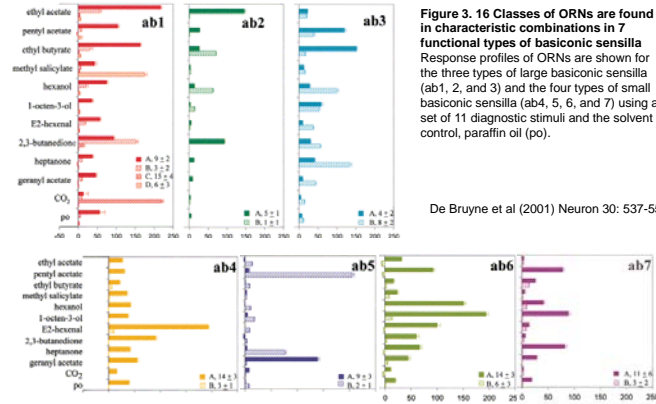 ethyl acetate
pentyl acetate
ethyl butyrate
methyl salicylate
hexanol
1-octen-3-ol
E2-hexenal
2,3-butanedione
heptanone
geranyl acetate
CO2
po
ab1
A, 9 ± 2
B, 3 ± 2
C, 15 ± 4
D, 6 ± 3
-50 0 50 100 150 200 250
ab2
A, 5 ± 1
B, 1 ± 1
0 50 100 150 200 250
ab3
A, 4 ± 2
B, 8 ± 2
0 50 100 150 200 250
Figure 3. 16 Classes of ORNs are found
in characteristic combinations in 7
functional types of basiconic sensilla
Response profiles of ORNs are shown for
the three types of large basiconic sensilla
(ab1, 2, and 3) and the four types of small
basiconic sensilla (ab4, 5, 6, and 7) using a
set of 11 diagnostic stimuli and the solvent
control, paraffin oil (po).
De Bruyne et al (2001) Neuron 30: 537-55
ethyl acetate
pentyl acetate
ethyl butyrate
methyl salicylate
hexanol
1-octen-3-ol
E2-hexenal
2,3-butanedione
heptanone
geranyl acetate
CO2
po
ab4
A, 14 ± 3
B, 3 ± 1
ab5
A, 9 ± 3
B, 2 ± 1
ab6
A, 14 ± 3
B, 6 ± 3
ab7
A, 11 ± 6
B, 3 ± 2